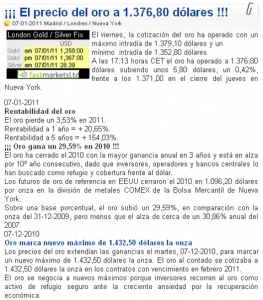 ¡¡¡ El precio del oro a 1.376,80 dólares !!!
07-01-2011 Madrid / Londres / Nueva York
London Gold / Silver Fix
USD
Gold am 07/01/11 1,358.00
Gold pm 07/01/11 1,367.00
Silver am 07/01/11 28.39
fastmarketsltd
El viernes, la cotización del oro ha operado con un
máximo intradía de 1.379,10 dólares y un
mínimo intradía de 1.352,80 dólares.
A las 17:13 horas CET el oro ha operado a 1.376,80
dólares subiendo unos 5,80 dólares, un 0,42%,
frente a los 1.371,00 en el cierre del jueves en
Nueva York.
07-01-2011
Rentabilidad del oro
El oro pierde un 3,53% en 2011.
Rentabilidad a 1 año = + 20,65%.
Rentabilidad a 5 años = + 154,03%.
¡¡¡ Oro gana un 29,59% en 2010 !!!
El oro ha cerrado el 2010 con la mayor ganancia anual en 3 años y está en alza
por 10º año consecutivo, dado que inversores, operadores y bancos centrales lo
han buscado como refugio y cobertura frente al dólar.
Los futuros de oro de referencia en EEUU cerraron el 2010 en 1.096,20 dólares
por onza en la división de metales COMEX de la Bolsa Mercantil de Nueva
York.
Sobre una base porcentual, el oro subió un 29,59%, en comparación con la
onza del 31-12-2009, pero menos que el alza de cerca de un 30,86% anual del
2007.
07-12-2010
Oro marca nuevo máximo de 1.432,50 dólares la onza
Los precios del oro extendían las ganancias el martes, 07-12-2010, para marcar
un nuevo máximo de 1.432,50 dólares la onza. El oro al contado se cotizaba a
1.432,50 dólares la onza en los contratos con vencimiento en febrero 2011.
El oro se negocia a nuevos máximos porque inversores recorren al oro como
activo de refugio seguro ante la creciente ansiedad por la recuperación
económica.